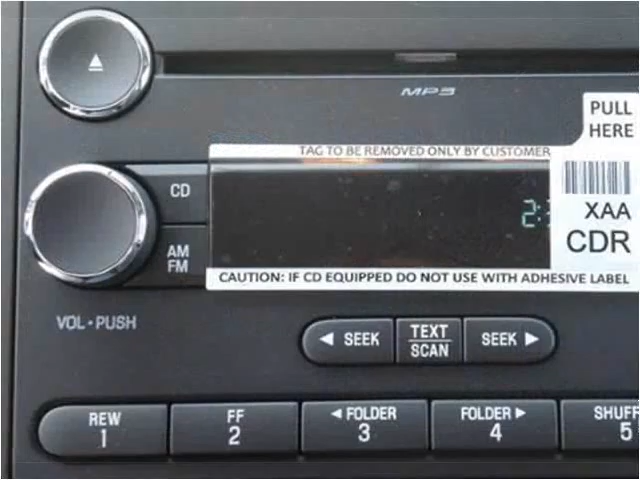 MP3
PULL
HERE
TAG TO BE REMOVED ONLY BY CUSTOMER
CD
XAA
CDR
AM
FM
2:
CAUTION: IF CD EQUIPPED DO NOT USE WITH ADHESIVE LABEL
VOL•PUSH
◀ SEEK
TEXT
SCAN
SEEK ▶
REW
1
FF
2
◀ FOLDER
3
FOLDER ▶
4
SHUFF
5